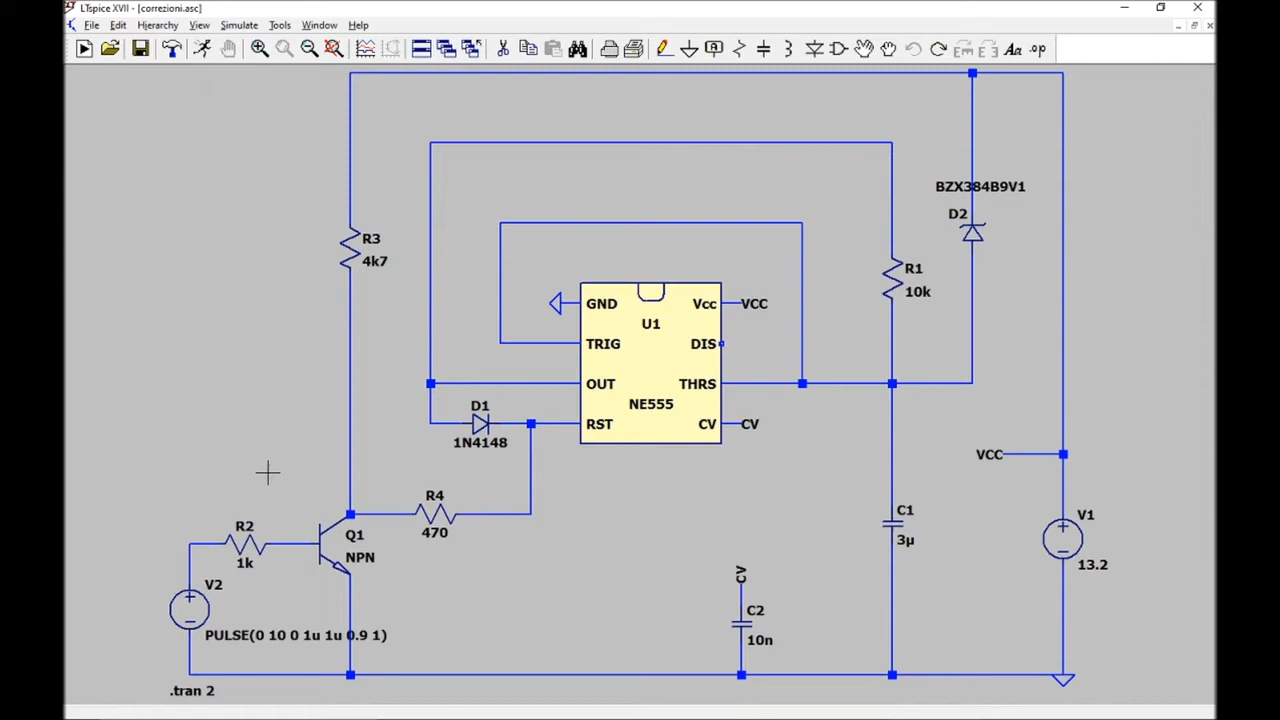 LTspice XVII - [correzioni.asc]
File Edit Hierarchy View Simulate Tools Window Help
Aa .op
BZX384B9V1
D2
R3
4k7
R1
10k
GND Vcc VCC
U1
TRIG DIS
OUT THRS
NE555
D1
RST CV CV
1N4148
VCC
R4
470
C1
3µ
V1
13.2
R2
1k
Q1
NPN
V2
PULSE(0 10 0 1u 1u 0.9 1)
CV
C2
10n
.tran 2